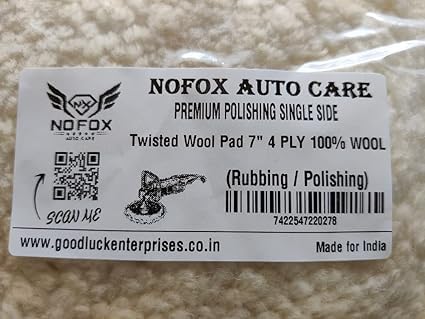 NOFOX AUTO CARE
PREMIUM POLISHING SINGLE SIDE
Twisted Wool Pad 7" 4 PLY 100% WOOL
(Rubbing / Polishing)
7422547220278
NX
NOFOX
AUTO CARE
SCAN ME
www.goodluckenterprises.co.in
Made for India